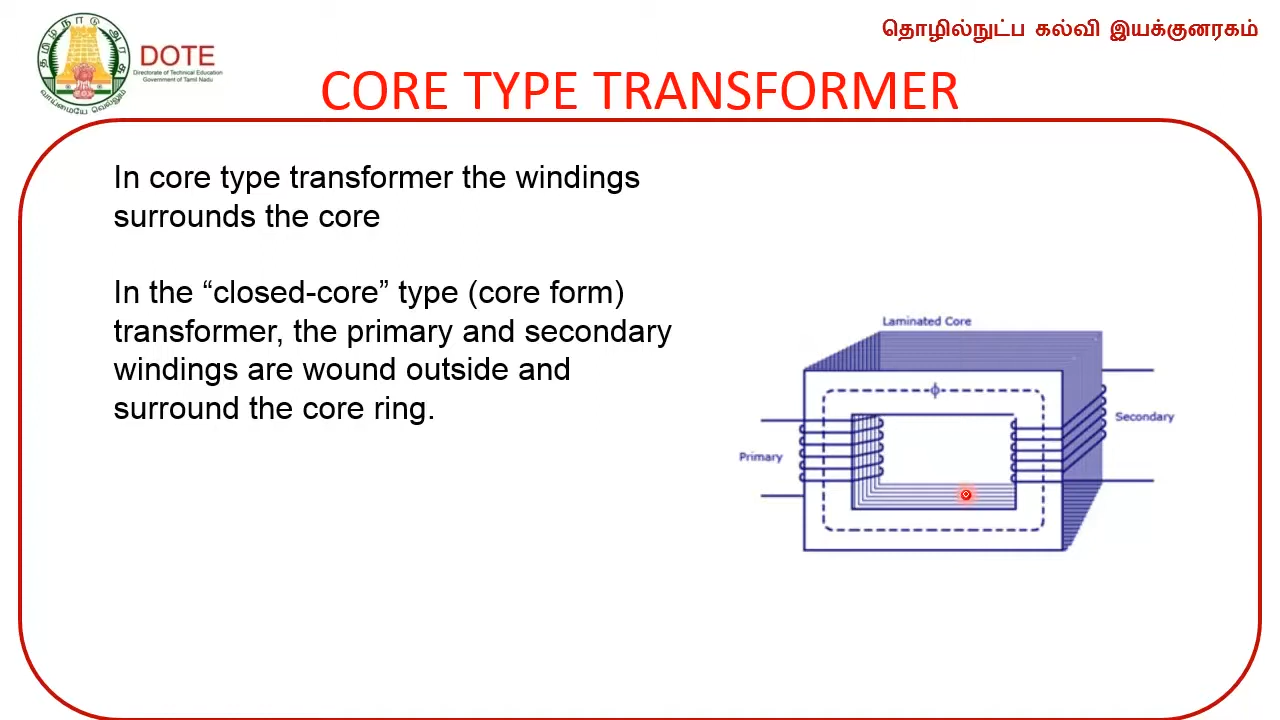 தொழில்நுட்ப கல்வி இயக்குனரகம்
DOTE
Directorate of Technical Education
Government of Tamil Nadu
CORE TYPE TRANSFORMER
In core type transformer the windings
surrounds the core
In the “closed-core” type (core form)
transformer, the primary and secondary
windings are wound outside and
surround the core ring.
Laminated Core
ϕ
Secondary
Primary